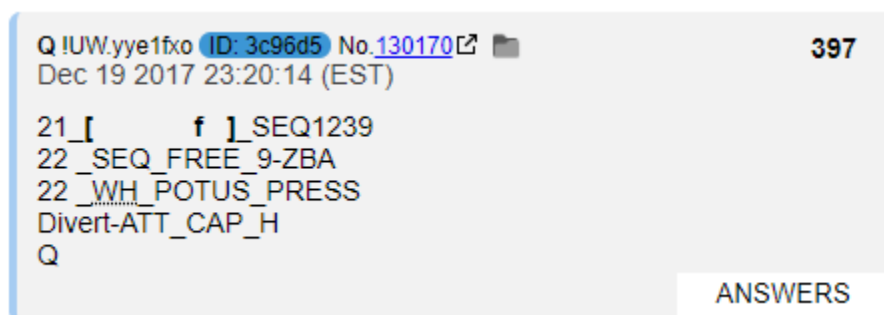 Q !UW.yye1fxo ID: 3c96d5 No.130170 397
Dec 19 2017 23:20:14 (EST)
21_[ f ]_SEQ1239
22 _SEQ_FREE_9-ZBA
22 _WH_POTUS_PRESS
Divert-ATT_CAP_H
Q
ANSWERS